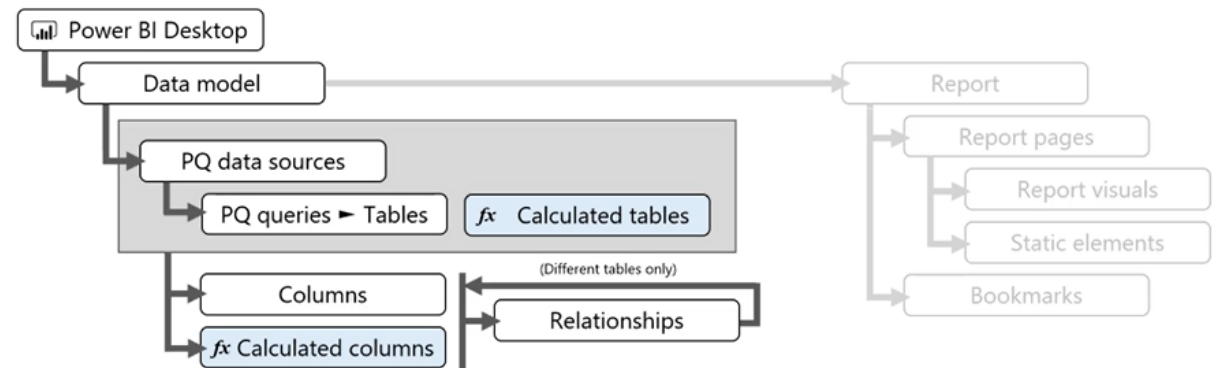 Power BI Desktop
Data model
Report
PQ data sources
Report pages
PQ queries ► Tables
fx Calculated tables
Report visuals
Static elements
(Different tables only)
Columns
Relationships
Bookmarks
fx Calculated columns